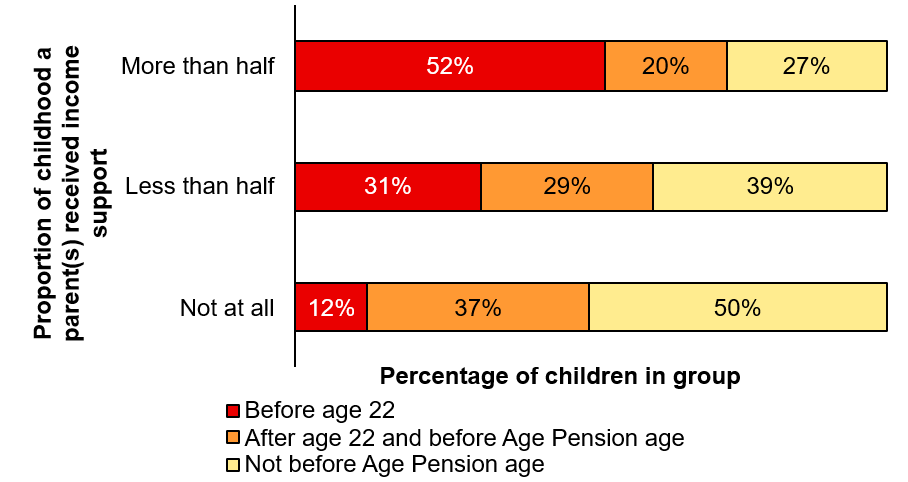 Proportion of childhood a
parent(s) received income
support
More than half
52%
20%
27%
Less than half
31%
29%
39%
Not at all
12%
37%
50%
Percentage of children in group
Before age 22
After age 22 and before Age Pension age
Not before Age Pension age